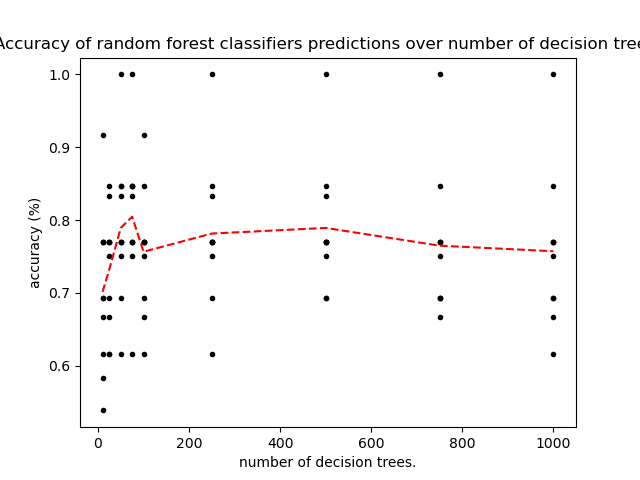 Accuracy of random forest classifiers predictions over number of decision tree
1.0
0.9
0.8
0.7
0.6
accuracy (%)
0 200 400 600 800 1000
number of decision trees.